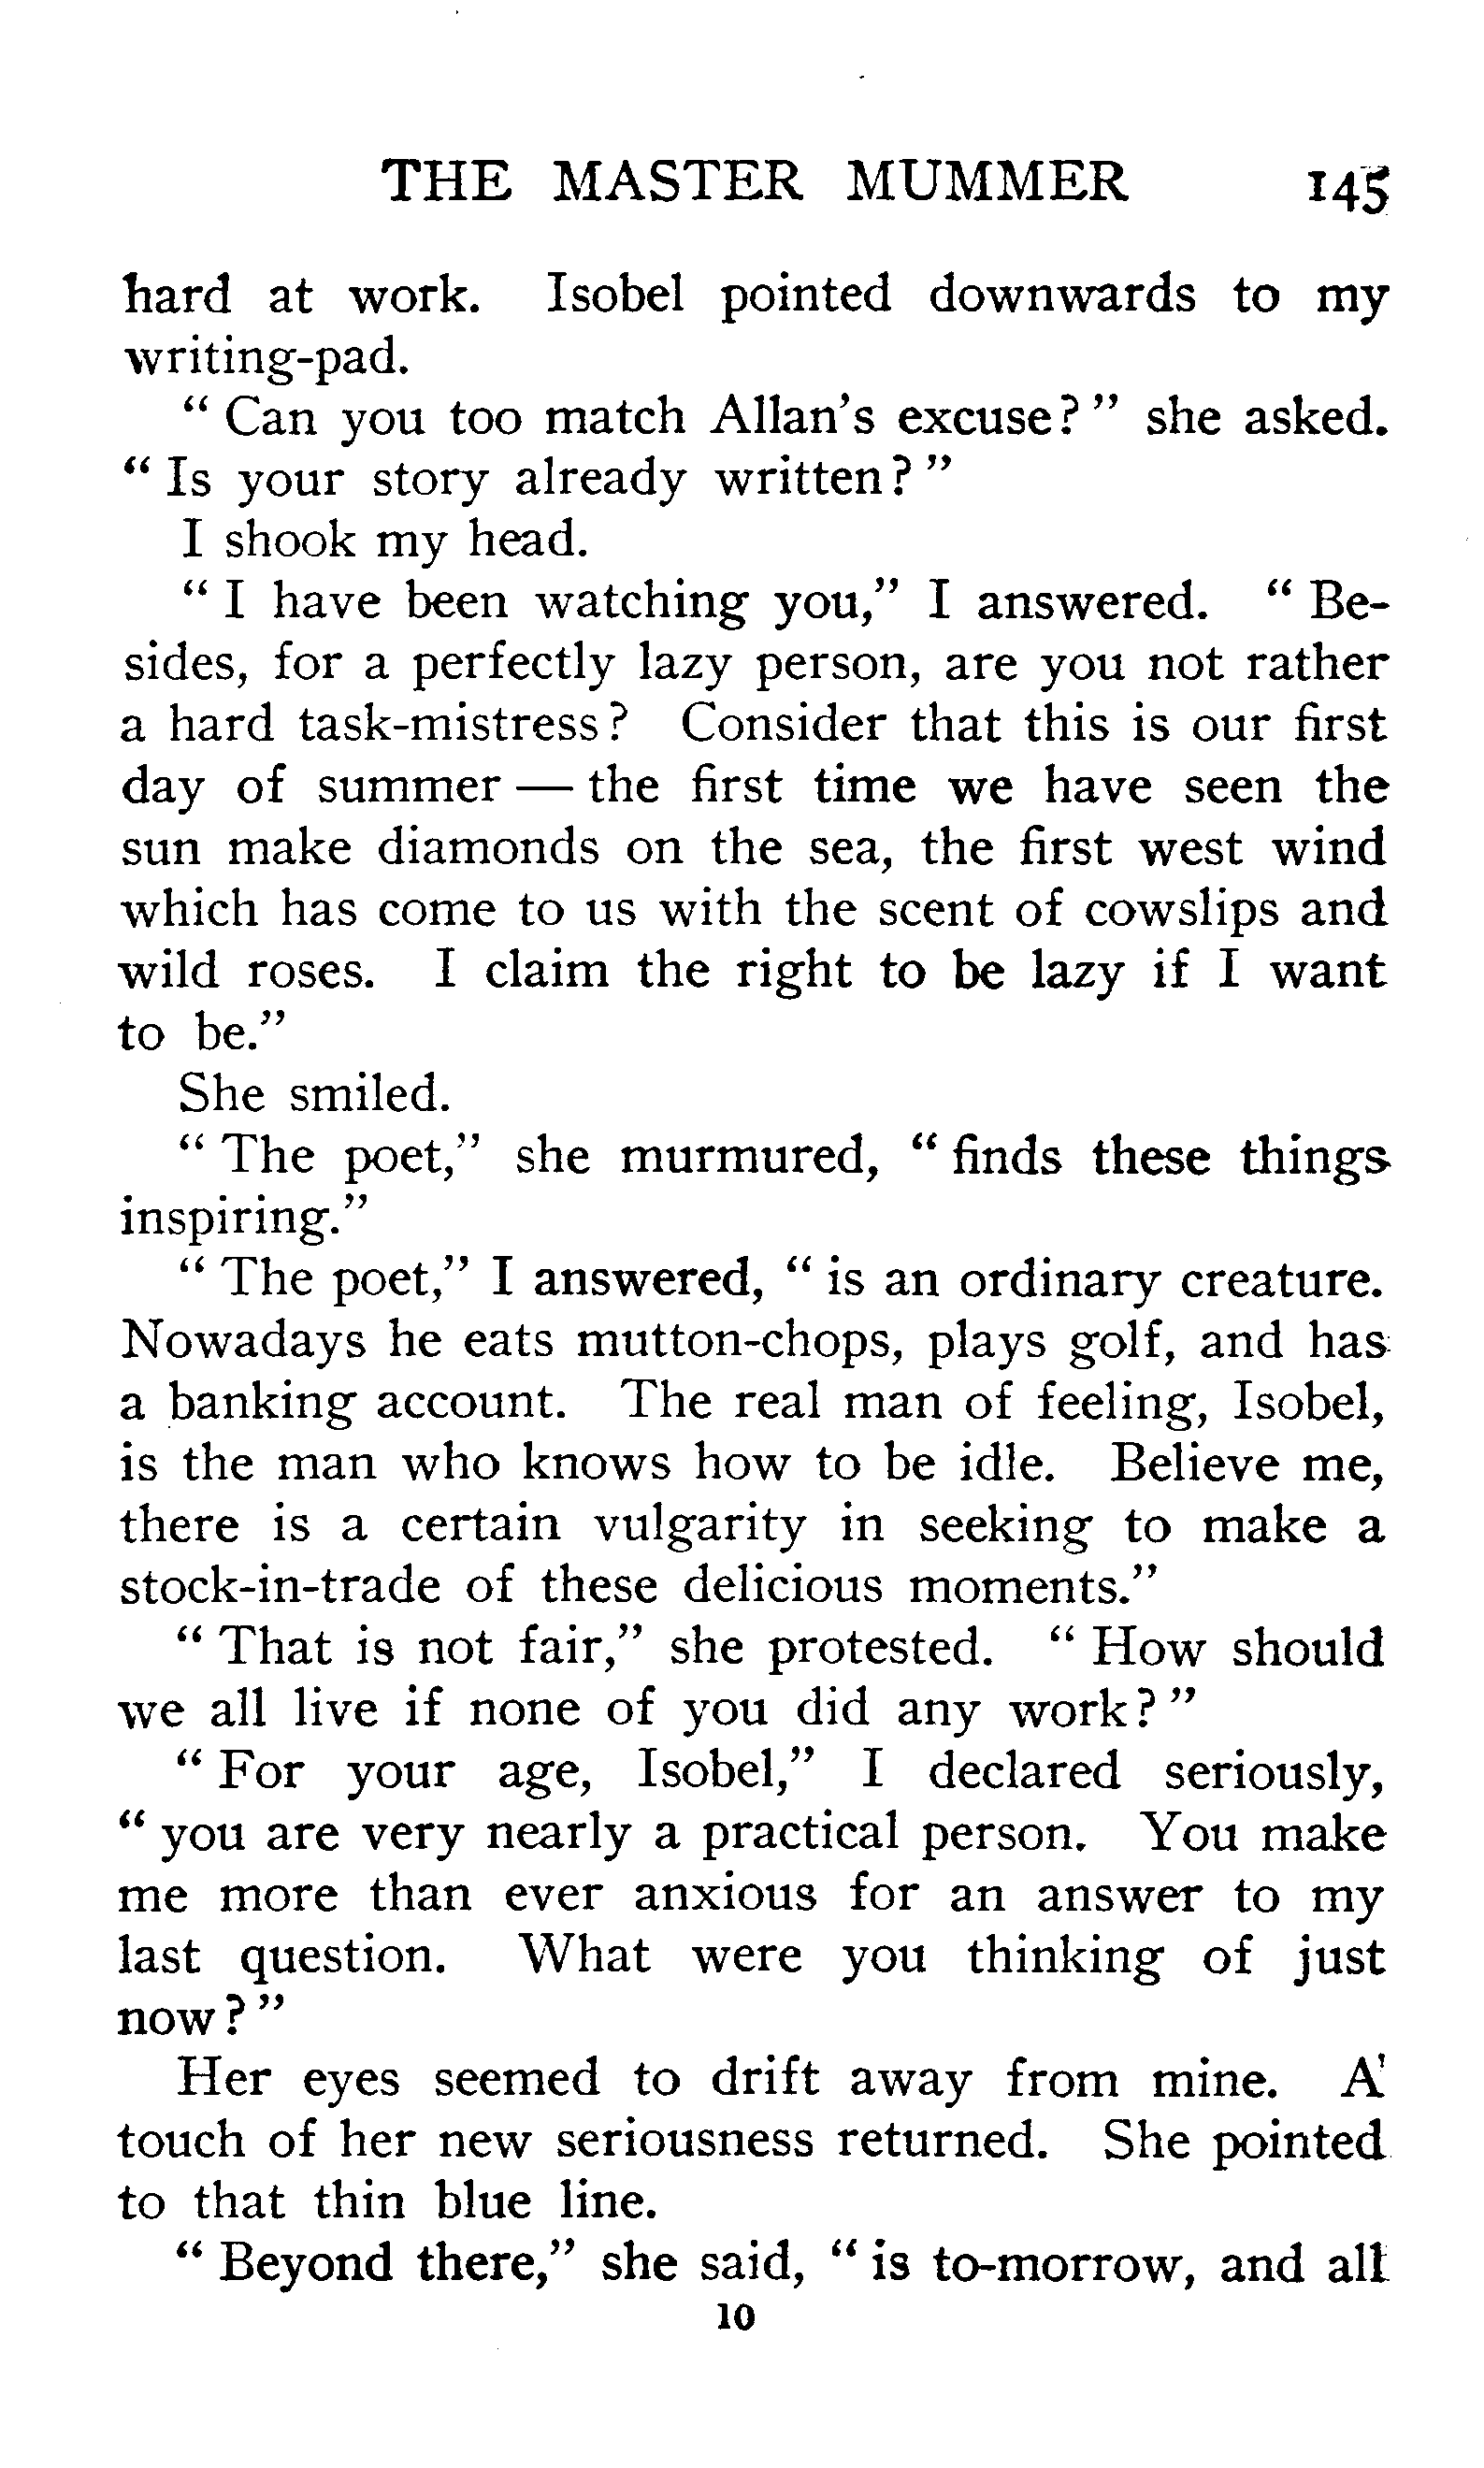 THE MASTER MUMMER 145
hard at work. Isobel pointed downwards to my
writing-pad.
" Can you too match Allan's excuse? " she asked.
" Is your story already written? "
I shook my head.
" I have been watching you," I answered. " Be-
sides, for a perfectly lazy person, are you not rather
a hard task-mistress? Consider that this is our first
day of summer — the first time we have seen the
sun make diamonds on the sea, the first west wind
which has come to us with the scent of cowslips and
wild roses. I claim the right to be lazy if I want
to be."
She smiled.
" The poet," she murmured, " finds these things
inspiring."
" The poet," I answered, " is an ordinary creature.
Nowadays he eats mutton-chops, plays golf, and has
a banking account. The real man of feeling, Isobel,
is the man who knows how to be idle. Believe me,
there is a certain vulgarity in seeking to make a
stock-in-trade of these delicious moments."
" That is not fair," she protested. " How should
we all live if none of you did any work? "
" For your age, Isobel," I declared seriously,
" you are very nearly a practical person. You make
me more than ever anxious for an answer to my
last question. What were you thinking of just
now? "
Her eyes seemed to drift away from mine. A
touch of her new seriousness returned. She pointed
to that thin blue line.
" Beyond there," she said, " is to-morrow, and all
10